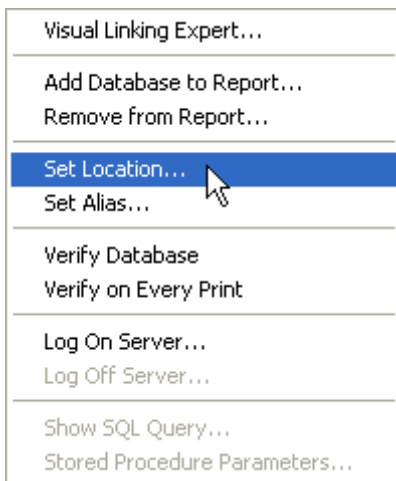 Visual Linking Expert...
Add Database to Report...
Remove from Report...
Set Location...
Set Alias...
Verify Database
Verify on Every Print
Log On Server...
Log Off Server...
Show SQL Query...
Stored Procedure Parameters...